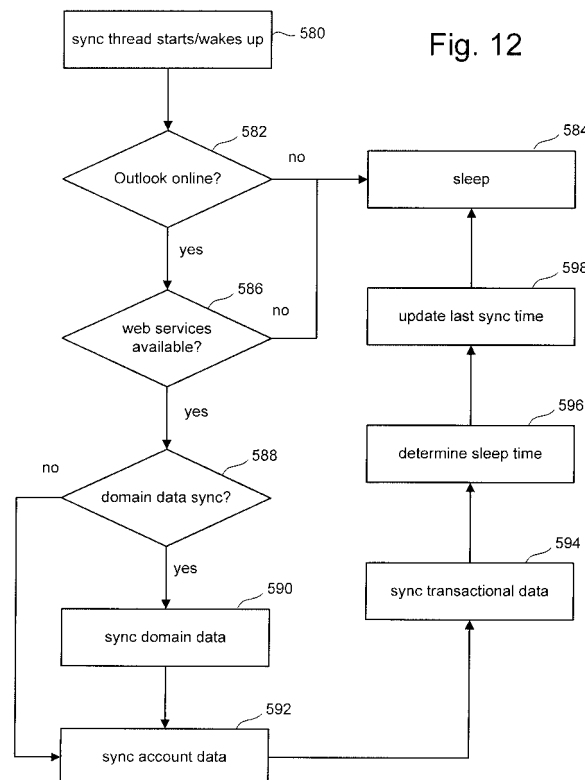 sync thread starts/wakes up
580
Fig. 12
582
Outlook online?
no
584
sleep
yes
586
web services
available?
no
598
update last sync time
yes
588
no
domain data sync?
596
determine sleep time
yes
590
sync domain data
594
sync transactional data
592
sync account data